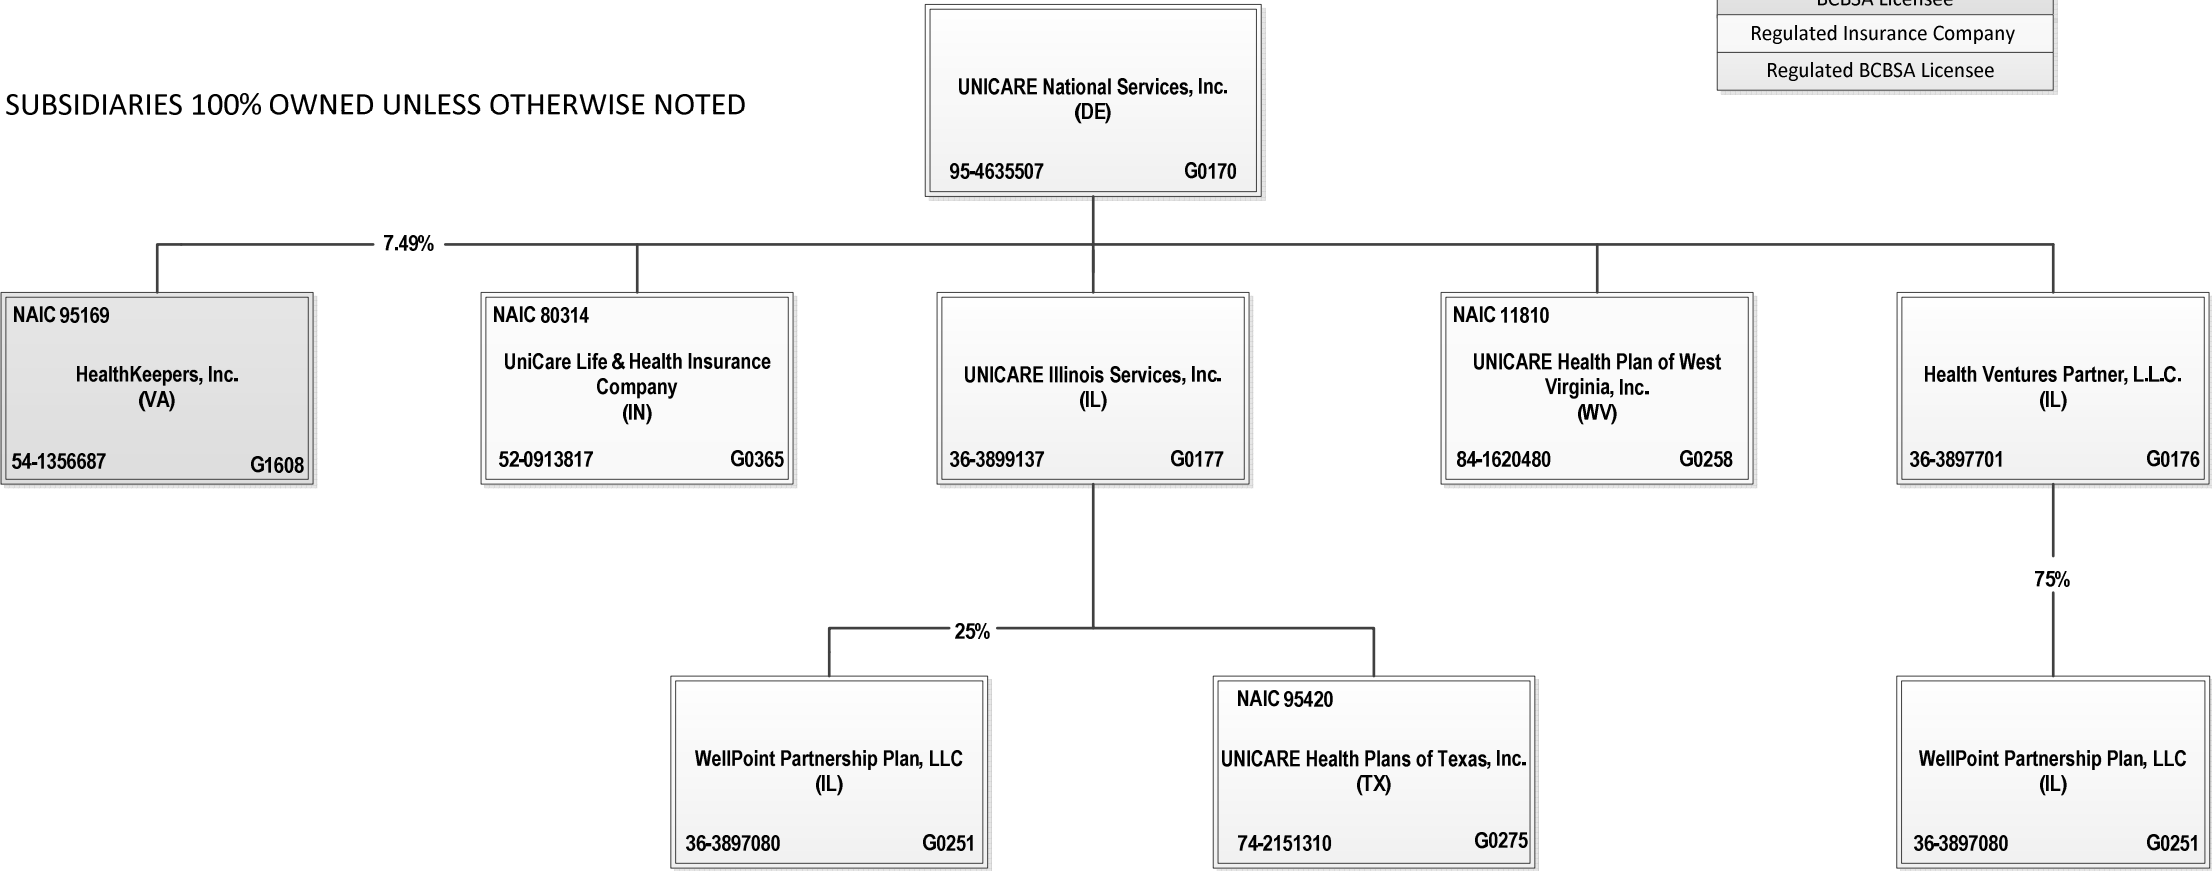 BCBSA Licensee
Regulated Insurance Company
Regulated BCBSA Licensee
SUBSIDIARIES 100% OWNED UNLESS OTHERWISE NOTED
UNICARE National Services, Inc.
(DE)
95-4635507 G0170
7.49%
NAIC 95169
HealthKeepers, Inc.
(VA)
54-1356687 G1608
NAIC 80314
UniCare Life & Health Insurance
Company
(IN)
52-0913817 G0365
UNICARE Illinois Services, Inc.
(IL)
36-3899137 G0177
NAIC 11810
UNICARE Health Plan of West
Virginia, Inc.
(WV)
84-1620480 G0258
Health Ventures Partner, L.L.C.
(IL)
36-3897701 G0176
25%
75%
WellPoint Partnership Plan, LLC
(IL)
36-3897080 G0251
NAIC 95420
UNICARE Health Plans of Texas, Inc.
(TX)
74-2151310 G0275
WellPoint Partnership Plan, LLC
(IL)
36-3897080 G0251